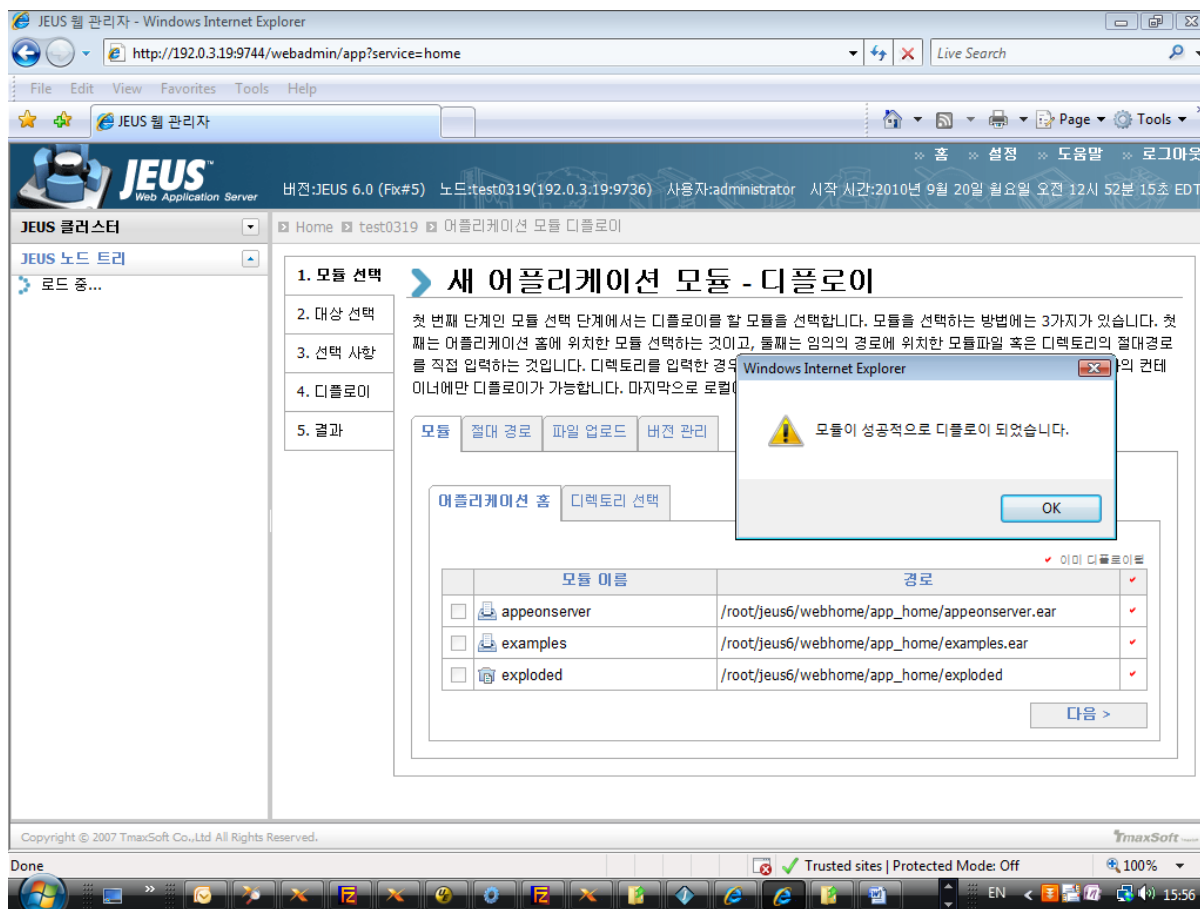 JEUS 웹 관리자 - Windows Internet Explorer
http://192.0.3.19:9744/webadmin/app?service=home
Live Search
File Edit View Favorites Tools Help
JEUS 웹 관리자
Page Tools
JEUS™
Web Application Server
» 홈 » 설정 » 도움말 » 로그아웃
버전:JEUS 6.0 (Fix#5) 노드:test0319(192.0.3.19:9736) 사용자:administrator 시작 시간:2010년 9월 20일 월요일 오전 12시 52분 15초 EDT
JEUS 클러스터
Home test0319 어플리케이션 모듈 디플로이
JEUS 노드 트리
로드 중...
1. 모듈 선택
2. 대상 선택
3. 선택 사항
4. 디플로이
5. 결과
새 어플리케이션 모듈 - 디플로이
첫 번째 단계인 모듈 선택 단계에서는 디플로이를 할 모듈을 선택합니다. 모듈을 선택하는 방법에는 3가지가 있습니다. 첫
째는 어플리케이션 홈에 위치한 모듈 선택하는 것이고, 둘째는 임의의 경로에 위치한 모듈파일 혹은 디렉토리의 절대경로
를 직접 입력하는 것입니다. 디렉토리를 입력한 경우 의 컨테
이너에만 디플로이가 가능합니다. 마지막으로
Windows Internet Explorer
모듈이 성공적으로 디플로이 되었습니다.
OK
모듈 절대 경로 파일 업로드 버전 관리
어플리케이션 홈 디렉토리 선택
이미 디플로이됨
모듈 이름 경로
appeonserver /root/jeus6/webhome/app_home/appeonserver.ear
examples /root/jeus6/webhome/app_home/examples.ear
exploded /root/jeus6/webhome/app_home/exploded
다음 >
Copyright © 2007 TmaxSoft Co.,Ltd All Rights Reserved.
TmaxSoft
Done
Trusted sites | Protected Mode: Off
100%
EN
15:56